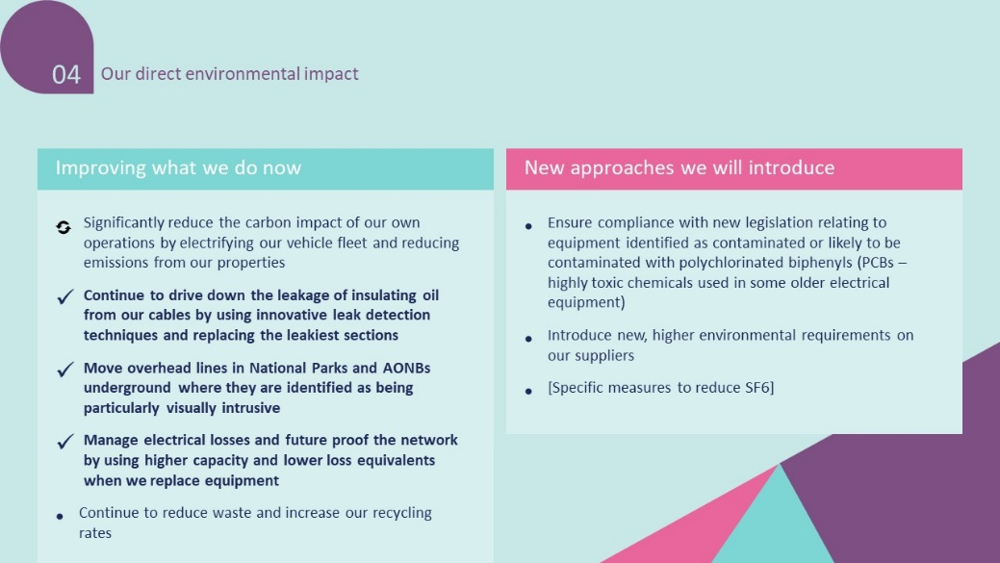 04 Our direct environmental impact
Improving what we do now
Significantly reduce the carbon impact of our own
operations by electrifying our vehicle fleet and reducing
emissions from our properties
Continue to drive down the leakage of insulating oil
from our cables by using innovative leak detection
techniques and replacing the leakiest sections
Move overhead lines in National Parks and AONBs
underground where they are identified as being
particularly visually intrusive
Manage electrical losses and future proof the network
by using higher capacity and lower loss equivalents
when we replace equipment
Continue to reduce waste and increase our recycling
rates
New approaches we will introduce
Ensure compliance with new legislation relating to
equipment identified as contaminated or likely to be
contaminated with polychlorinated biphenyls (PCBs –
highly toxic chemicals used in some older electrical
equipment)
Introduce new, higher environmental requirements on
our suppliers
[Specific measures to reduce SF6]